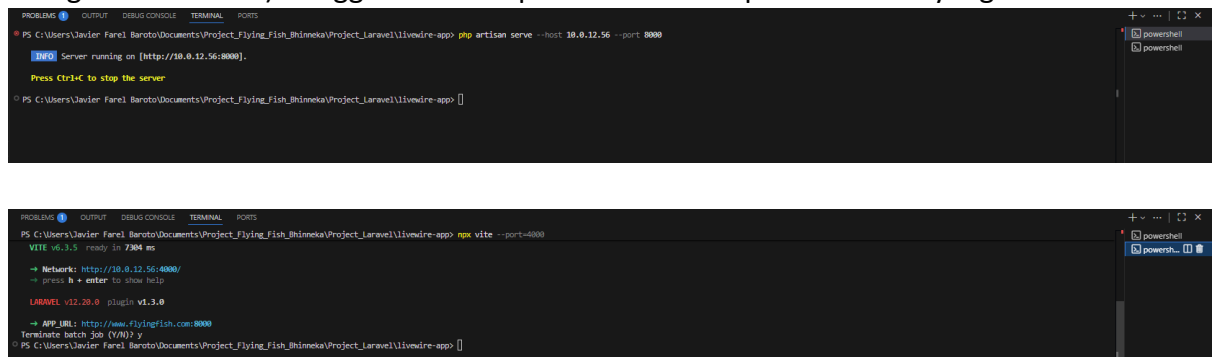 PROBLEMS 1 OUTPUT DEBUG CONSOLE TERMINAL PORTS
PS C:\Users\Javier Farel Baroto\Documents\Project_Flying_Fish_Bhinneka\Project_Laravel\livewire-app> php artisan serve --host 10.0.12.56 --port 8000
powershell
INFO Server running on [http://10.0.12.56:8000].
powershell
Press Ctrl+C to stop the server
PS C:\Users\Javier Farel Baroto\Documents\Project_Flying_Fish_Bhinneka\Project_Laravel\livewire-app>
PROBLEMS 1 OUTPUT DEBUG CONSOLE TERMINAL PORTS
PS C:\Users\Javier Farel Baroto\Documents\Project_Flying_Fish_Bhinneka\Project_Laravel\livewire-app> npx vite --port=4000
powershell
VITE v6.3.5 ready in 7304 ms
powersh...
➜ Network: http://10.0.12.56:4000/
➜ press h + enter to show help
LARAVEL v12.20.0 plugin v1.3.0
➜ APP_URL: http://www.flyingfish.com:8000
Terminate batch job (Y/N)? y
PS C:\Users\Javier Farel Baroto\Documents\Project_Flying_Fish_Bhinneka\Project_Laravel\livewire-app>